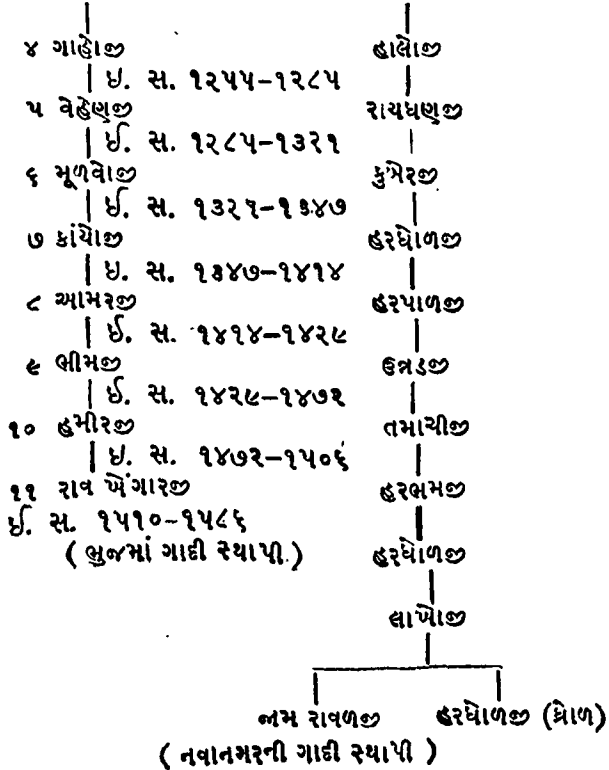 ૪ ગાહોજી
ઇ. સ. ૧૨૫૫-૧૨૮૫
૫ વેહેણજી
ઈ. સ. ૧૨૮૫-૧૩૨૧
૬ મૂળવોજી
ઈ. સ. ૧૩૨૧-૧૩૪૭
૭ કાંયોજી
ઇ. સ. ૧૩૪૭-૧૪૧૪
૮ આમરજી
ઈ. સ. ૧૪૧૪-૧૪૨૯
૯ ભીમજી
ઈ. સ. ૧૪૨૯-૧૪૭૨
૧૦ હમીરજી
ઇ. સ. ૧૪૭૨-૧૫૦૬
૧૧ રાવ ખેંગારજી
ઈ. સ. ૧૫૧૦-૧૫૮૬
( ભુજમાં ગાદી સ્થાપી. )
હાલોજી
રાયધણજી
કુબેરજી
હરધોળજી
હરપાળજી
ઉન્નડજી
તમાચીજી
હરભમજી
હરધોળજી
લાખોજી
જામ રાવળજી
( નવાનમરની ગાદી સ્થાપી )
હરધોળજી (ધ્રોળ)